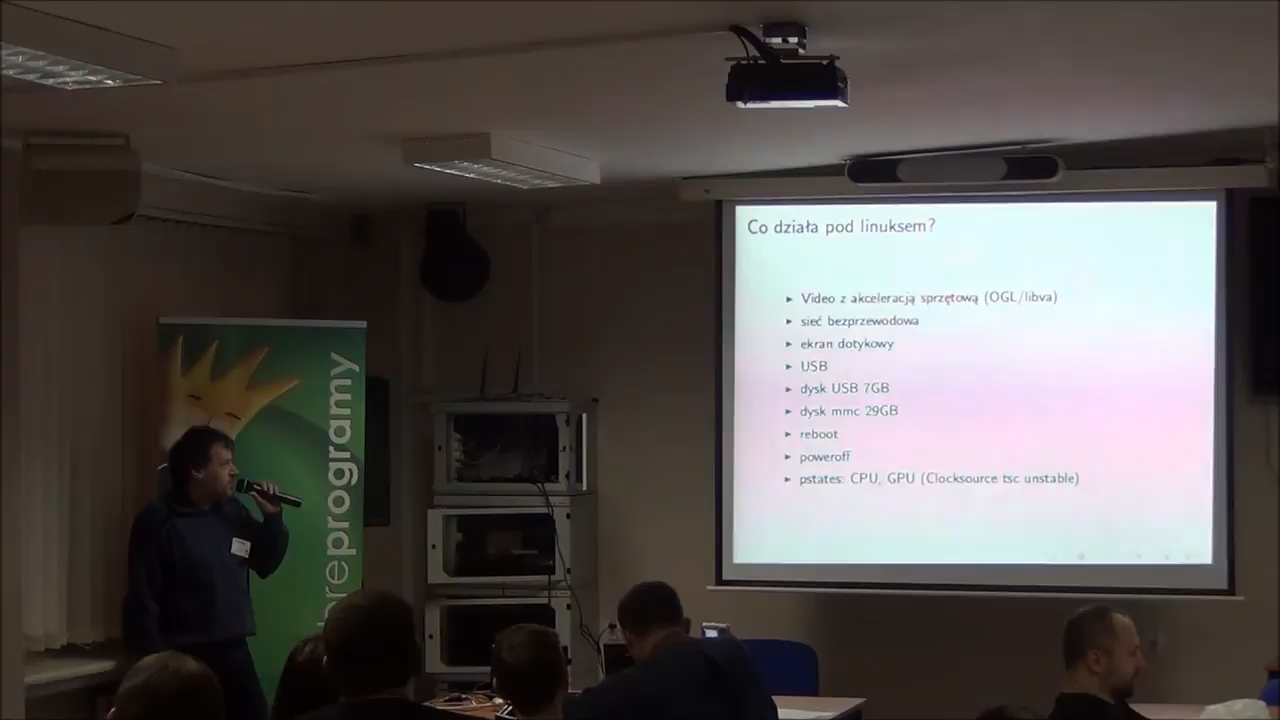 Co działa pod linuksem?
Video z akceleracją sprzętową (OGL/libva)
sieć bezprzewodowa
ekran dotykowy
USB
dysk USB 7GB
dysk mmc 29GB
reboot
poweroff
pstates: CPU, GPU (Clocksource tsc unstable)
reprogramy